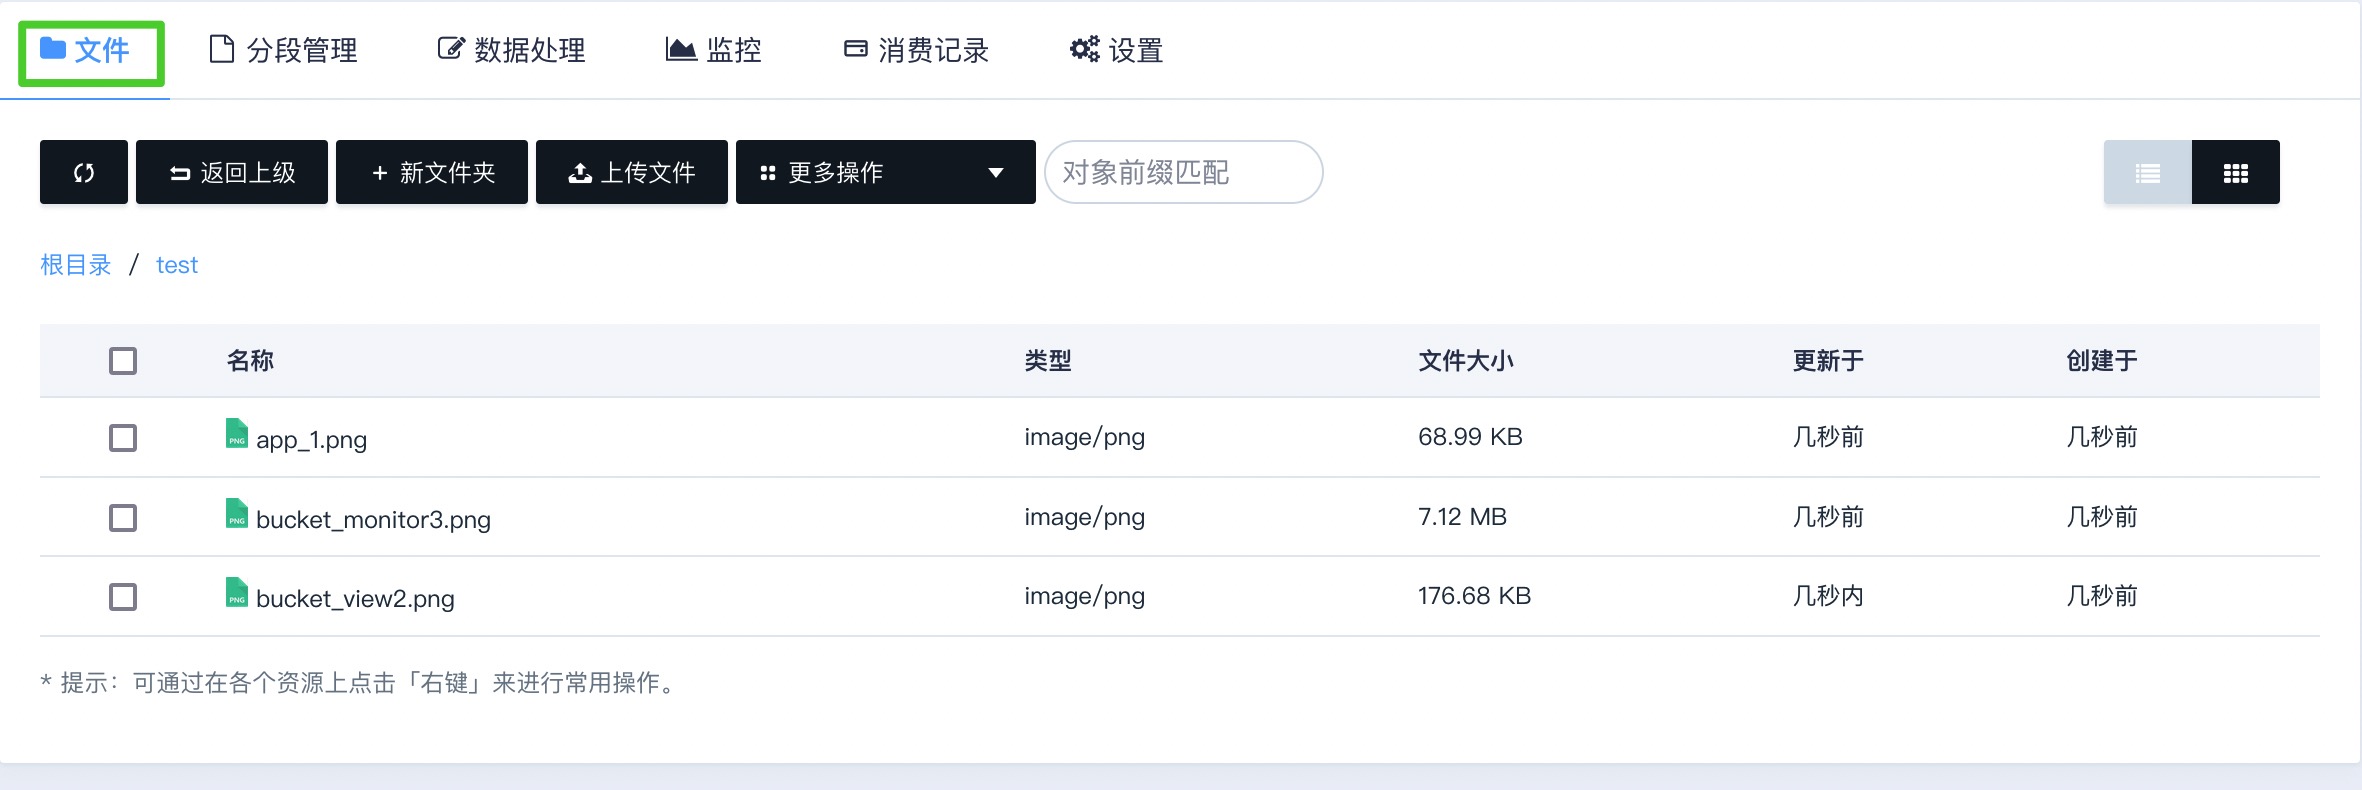 文件 分段管理 数据处理 监控 消费记录 设置
返回上级 + 新文件夹 上传文件 更多操作 对象前缀匹配
根目录 / test
名称 类型 文件大小 更新于 创建于
PNG app_1.png image/png 68.99 KB 几秒前 几秒前
PNG bucket_monitor3.png image/png 7.12 MB 几秒前 几秒前
PNG bucket_view2.png image/png 176.68 KB 几秒内 几秒前
* 提示：可通过在各个资源上点击「右键」来进行常用操作。